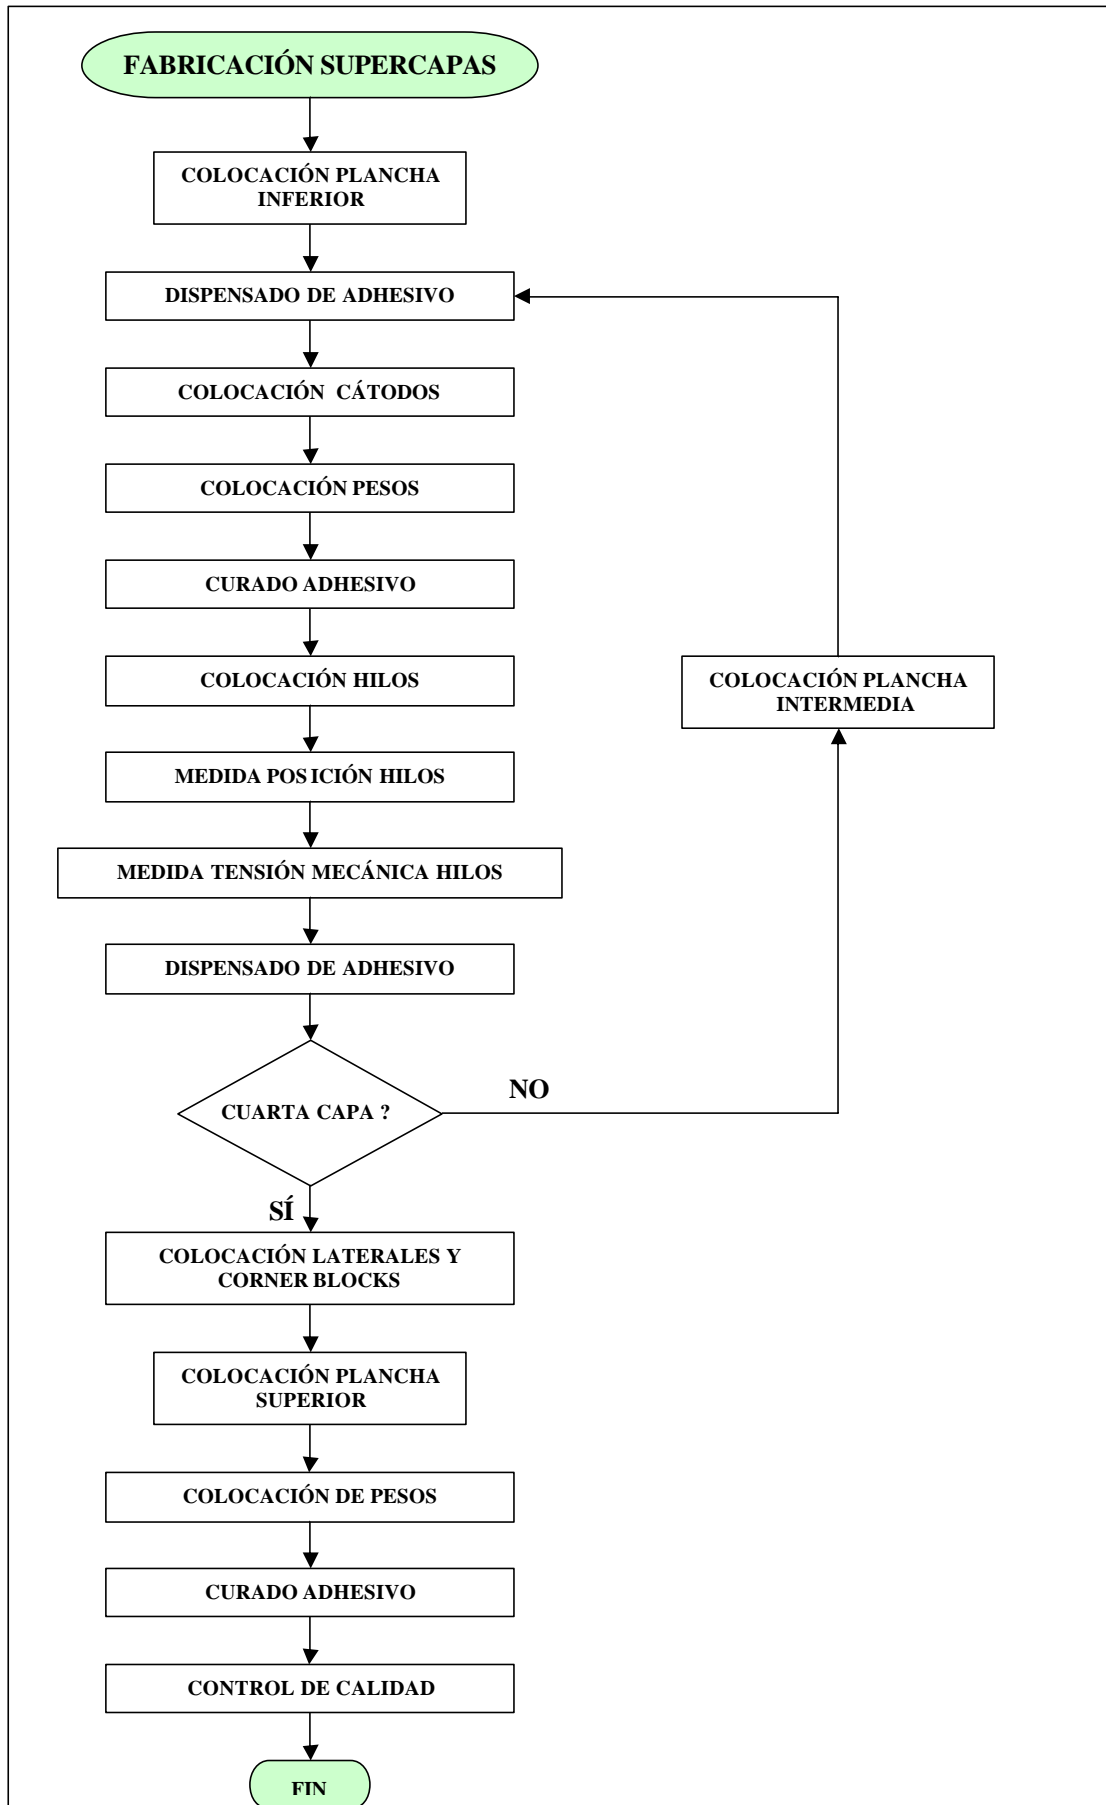 FABRICACIÓN SUPERCAPAS
COLOCACIÓN PLANCHA
INFERIOR
DISPENSADO DE ADHESIVO
COLOCACIÓN CÁTODOS
COLOCACIÓN PESOS
CURADO ADHESIVO
COLOCACIÓN HILOS
COLOCACIÓN PLANCHA
INTERMEDIA
MEDIDA POSICIÓN HILOS
MEDIDA TENSIÓN MECÁNICA HILOS
DISPENSADO DE ADHESIVO
CUARTA CAPA ?
NO
SÍ
COLOCACIÓN LATERALES Y
CORNER BLOCKS
COLOCACIÓN PLANCHA
SUPERIOR
COLOCACIÓN DE PESOS
CURADO ADHESIVO
CONTROL DE CALIDAD
FIN